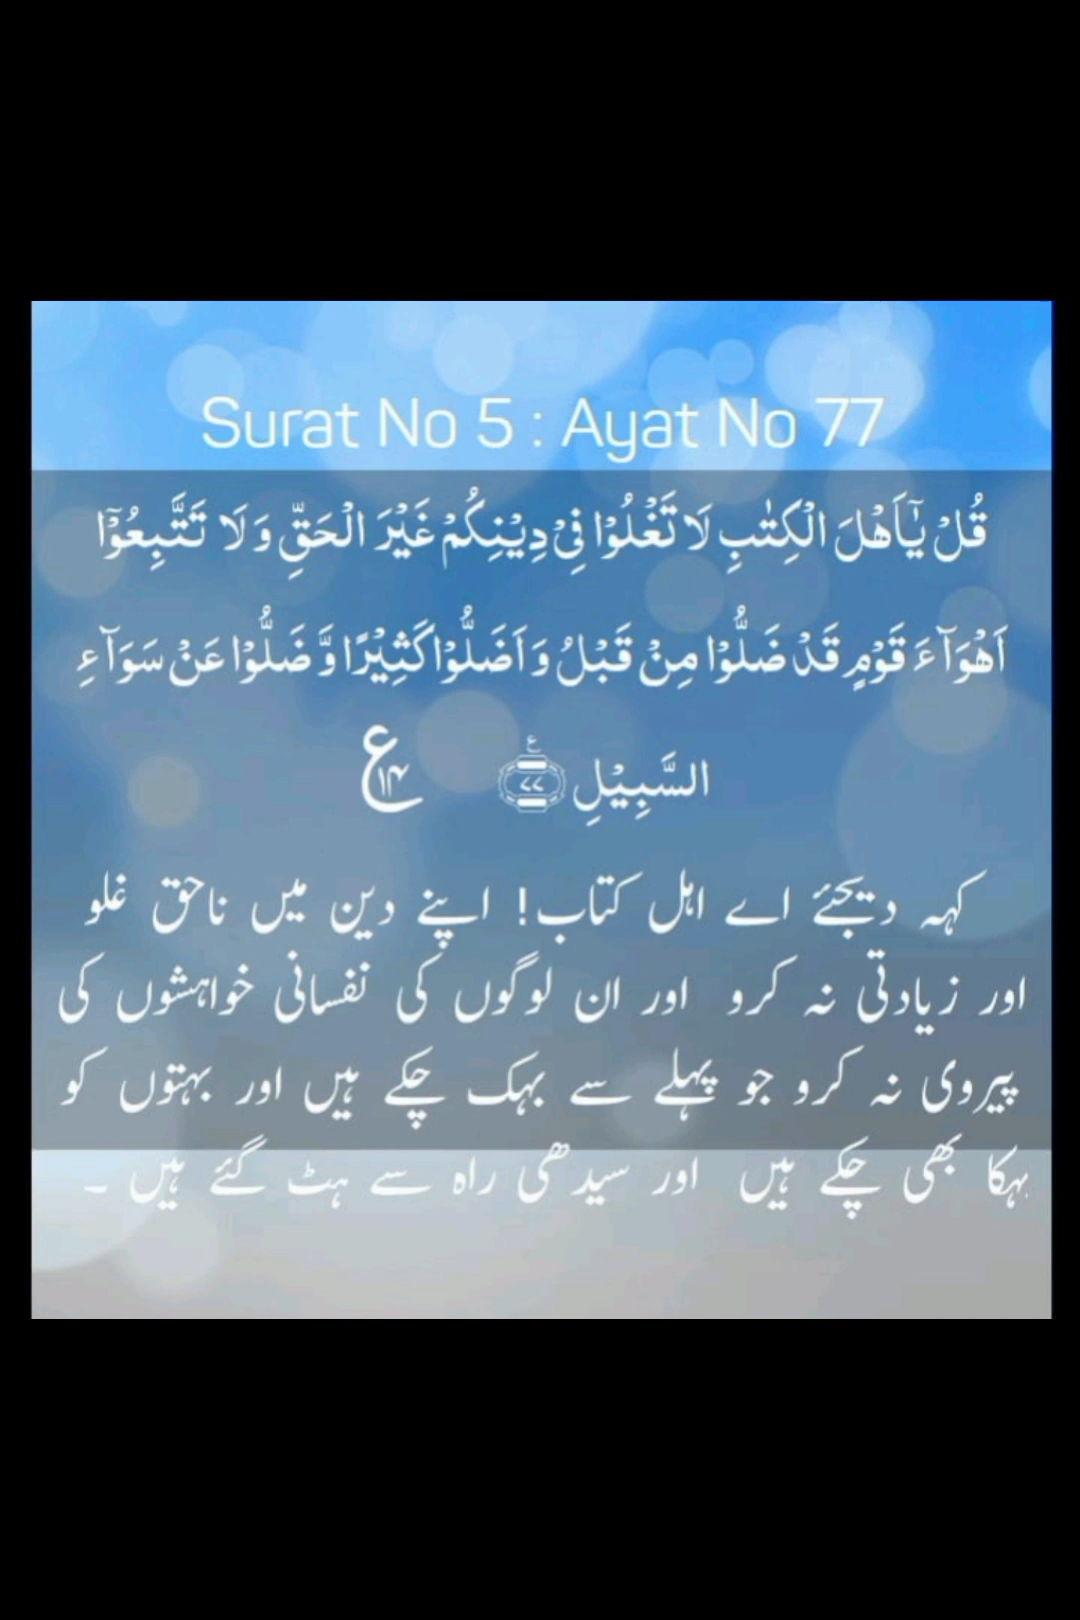 Surat No 5 : Ayat No 77
قُلۡ یٰۤاَهۡلَ الۡکِتٰبِ لَا تَغۡلُوۡا فِیۡ دِیۡنِکُمۡ غَیۡرَ الۡحَقِّ وَ لَا تَتَّبِعُوۡۤا
اَهۡوَآءَ قَوۡمٍ قَدۡ ضَلُّوۡا مِنۡ قَبۡلُ وَ اَضَلُّوۡا کَثِیۡرًا وَّ ضَلُّوۡا عَنۡ سَوَآءِ
السَّبِیۡلِ ﴿٪۷۷﴾ ع ۱۴
کہہ دیجئے اے اہل کتاب! اپنے دین میں ناحق غلو
اور زیادتی نہ کرو اور ان لوگوں کی نفسانی خواہشوں کی
پیروی نہ کرو جو پہلے سے بہک چکے ہیں اور بہتوں کو
بہکا بھی چکے ہیں اور سیدھی راہ سے ہٹ گئے ہیں ۔